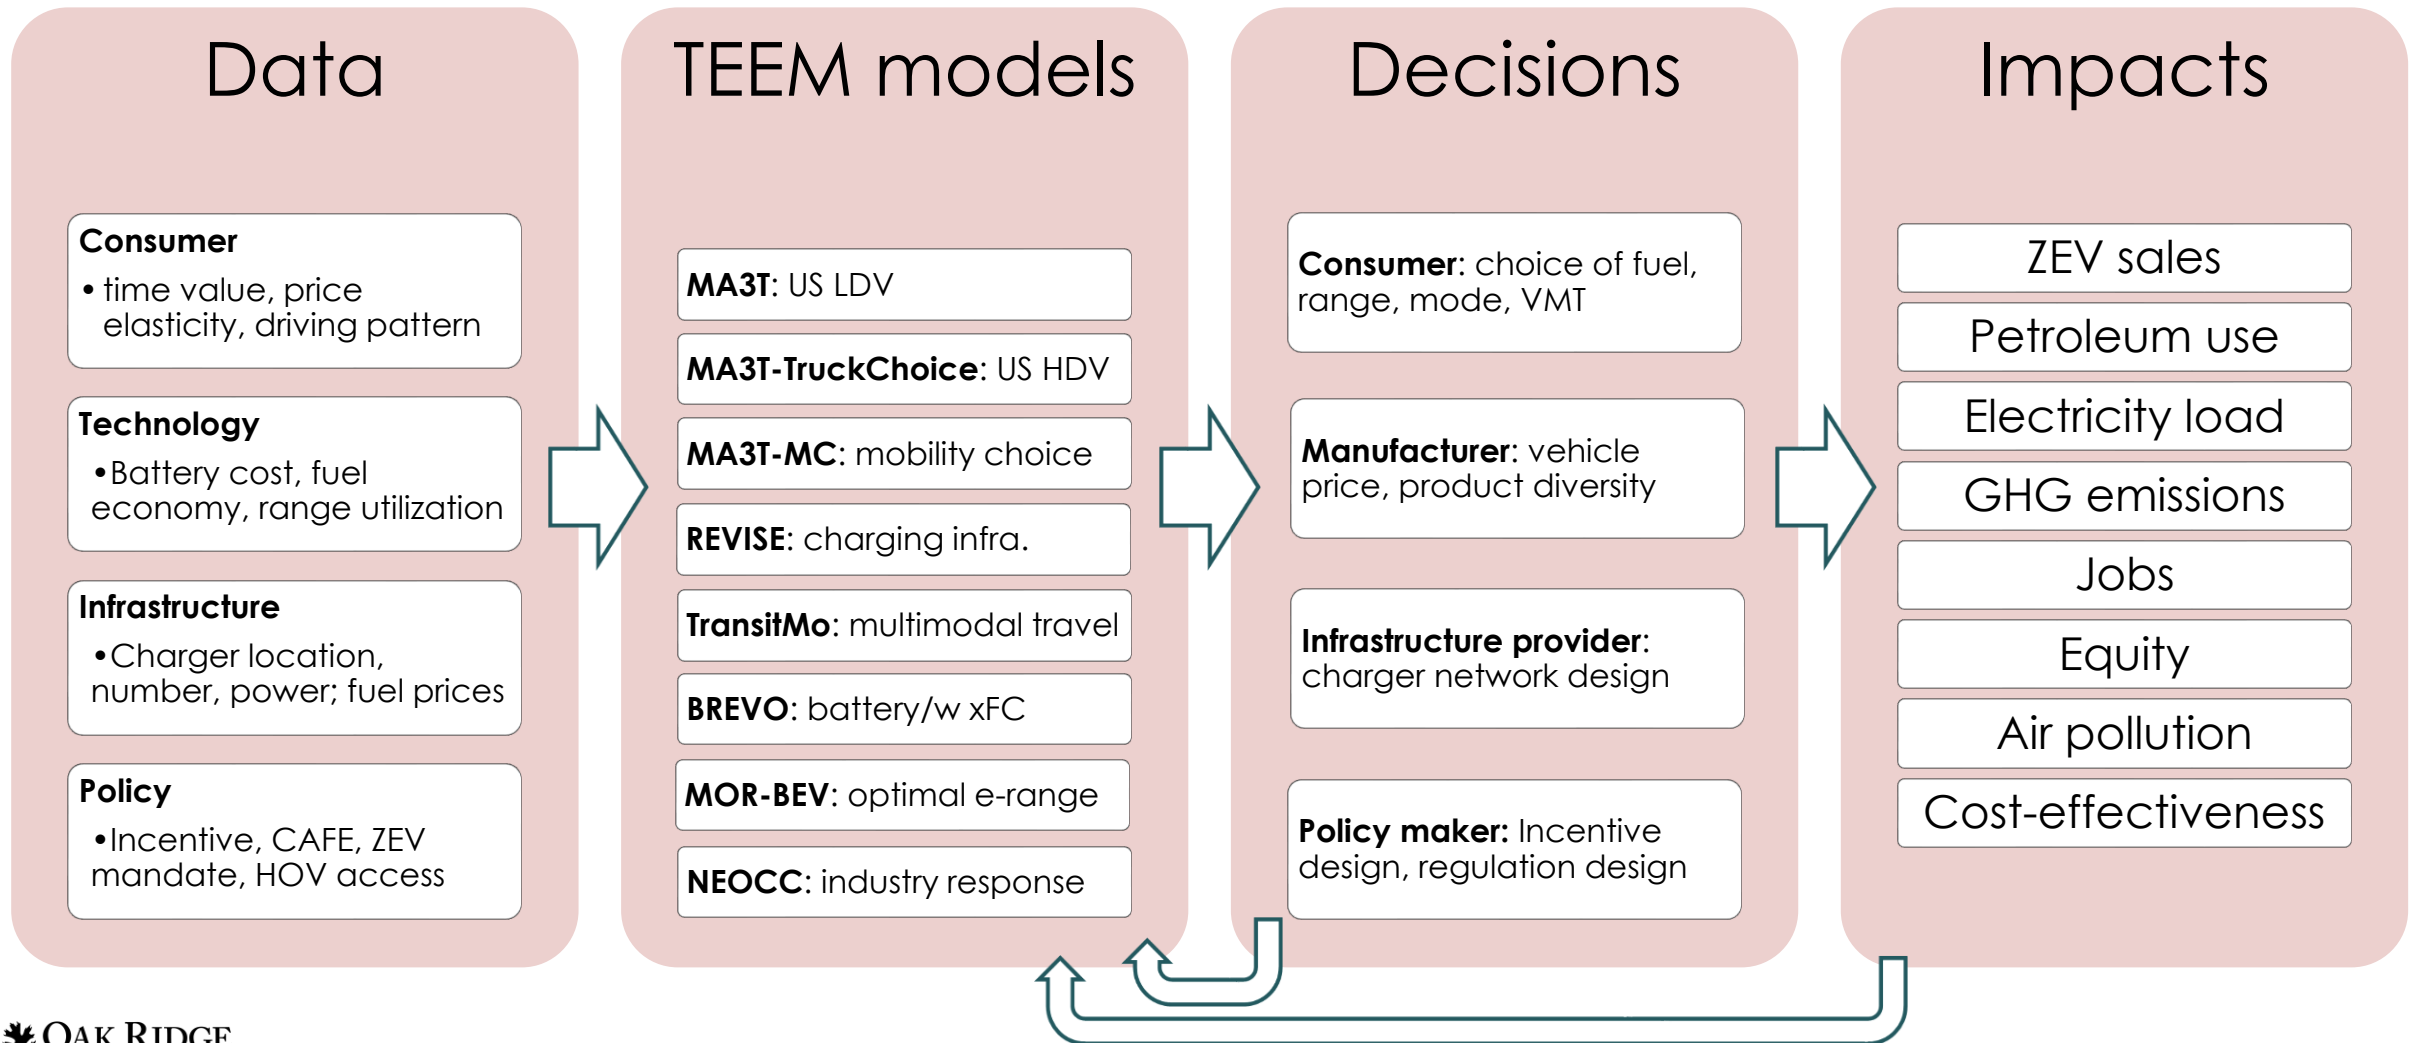 Data
Consumer
• time value, price
elasticity, driving pattern
Technology
•Battery cost, fuel
economy, range utilization
Infrastructure
•Charger location,
number, power; fuel prices
Policy
•Incentive, CAFE, ZEV
mandate, HOV access
TEEM models
MA3T: US LDV
MA3T-TruckChoice: US HDV
MA3T-MC: mobility choice
REVISE: charging infra.
TransitMo: multimodal travel
BREVO: battery/w xFC
MOR-BEV: optimal e-range
NEOCC: industry response
Decisions
Consumer: choice of fuel,
range, mode, VMT
Manufacturer: vehicle
price, product diversity
Infrastructure provider:
charger network design
Policy maker: Incentive
design, regulation design
Impacts
ZEV sales
Petroleum use
Electricity load
GHG emissions
Jobs
Equity
Air pollution
Cost-effectiveness
OAK RIDGE